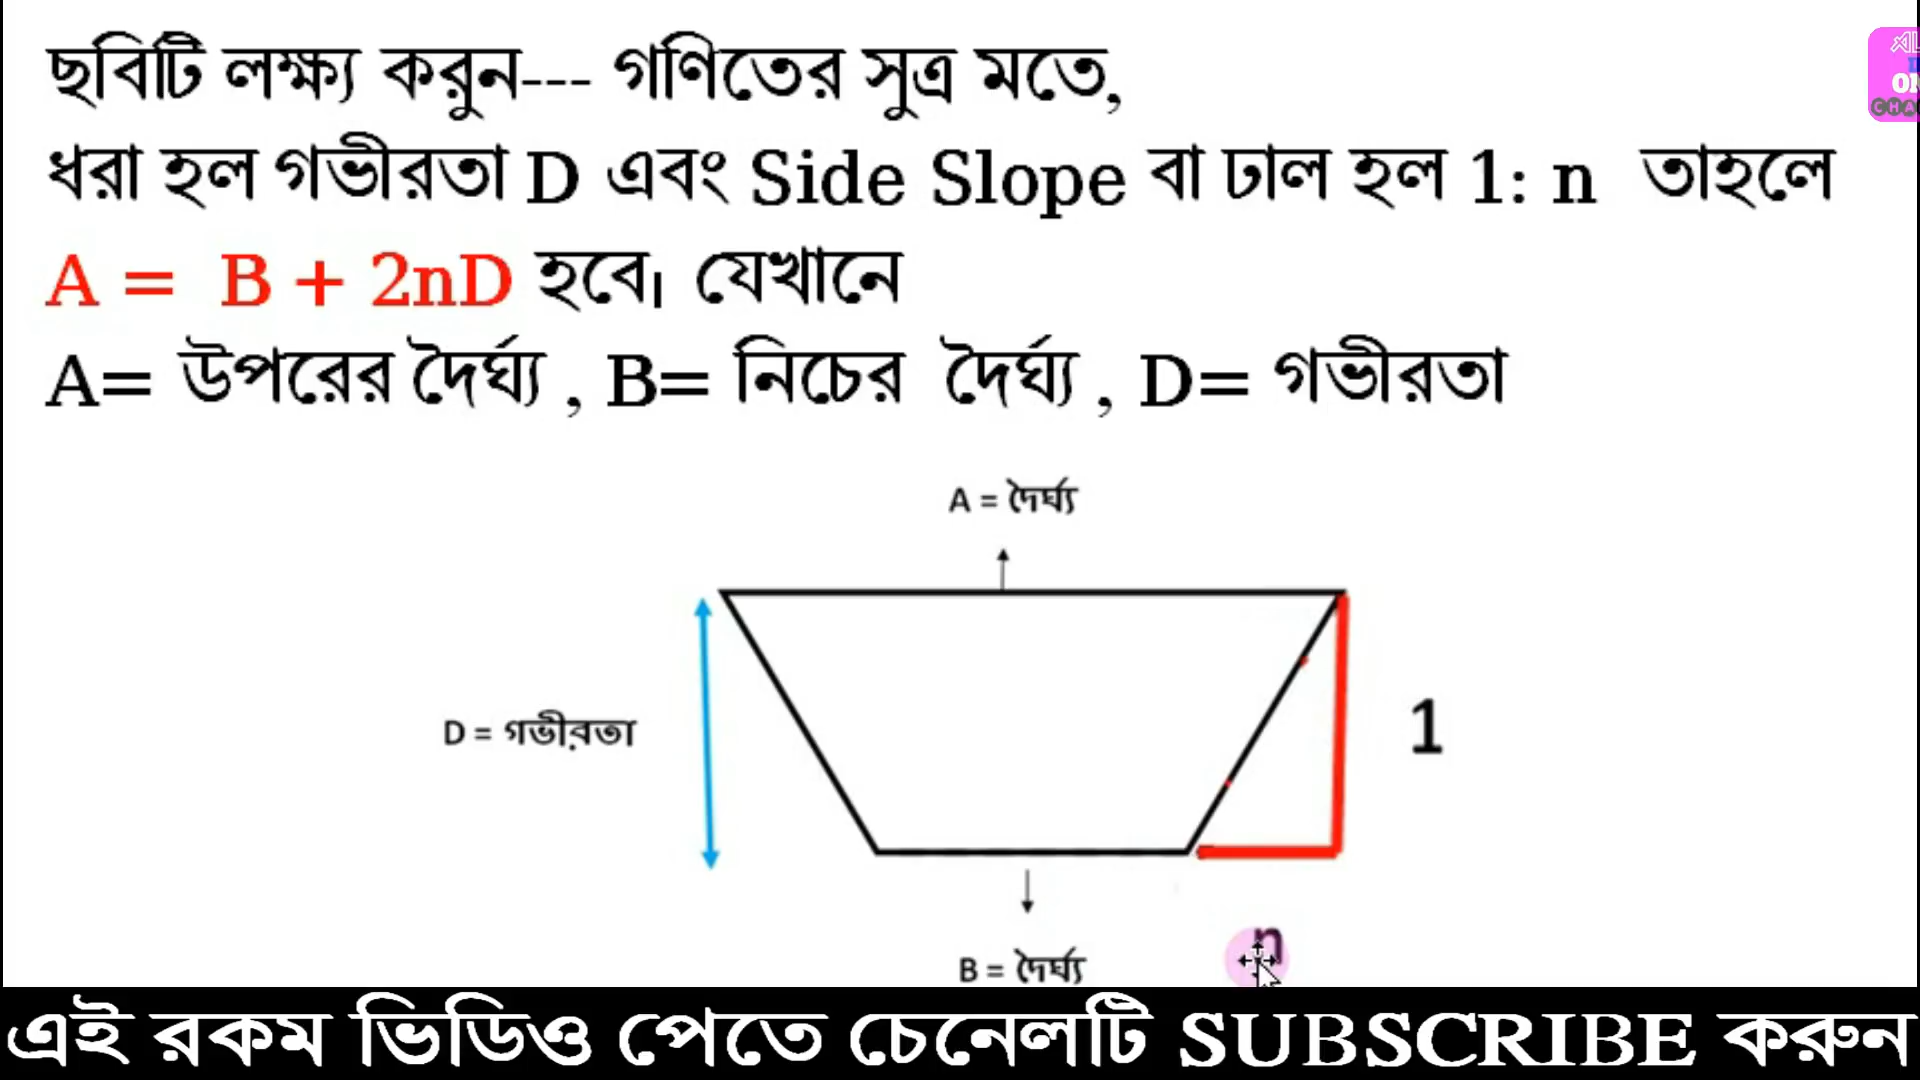 ছবিটি লক্ষ্য করুন--- গণিতের সুত্র মতে,
ধরা হল গভীরতা D এবং Side Slope বা ঢাল হল 1: n তাহলে
A = B + 2nD হবে। যেখানে
A= উপরের দৈর্ঘ্য , B= নিচের দৈর্ঘ্য , D= গভীরতা
A = দৈর্ঘ্য
D = গভীরতা
1
n
B = দৈর্ঘ্য
এই রকম ভিডিও পেতে চেনেলটি SUBSCRIBE করুন